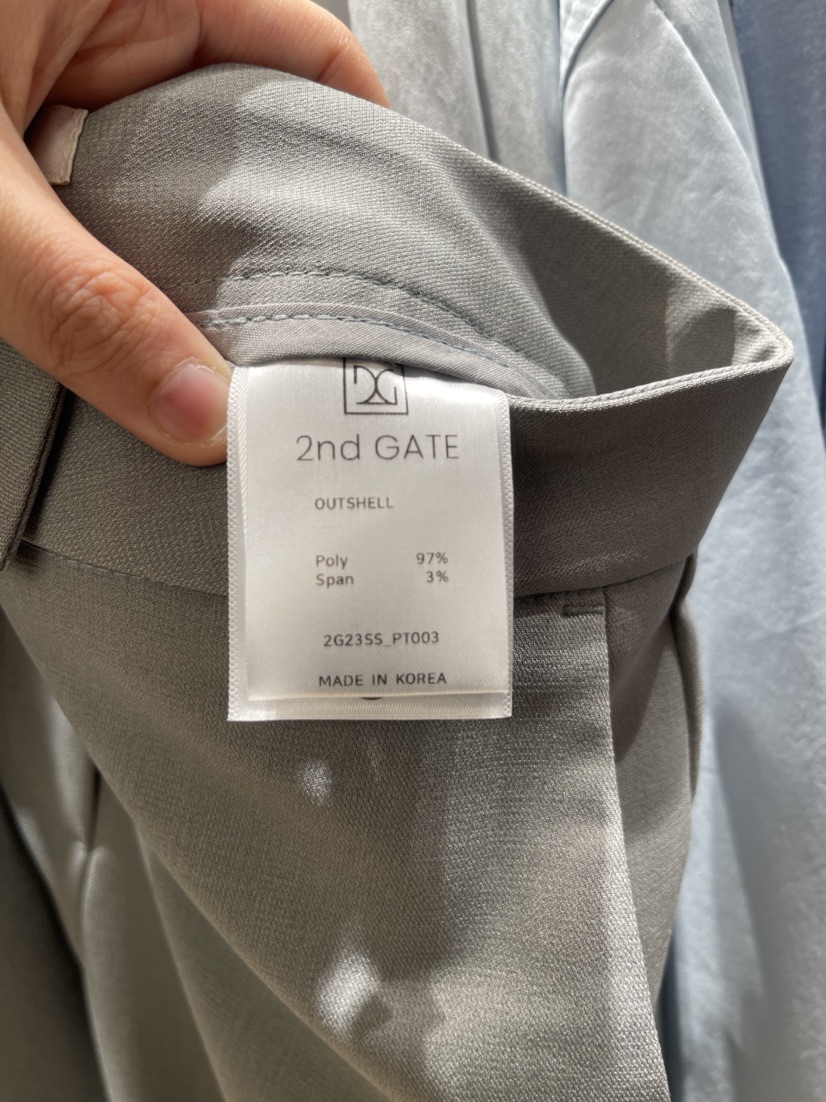 2nd GATE
OUTSHELL
Poly 97%
Span 3%
2G23SS_PT003
MADE IN KOREA